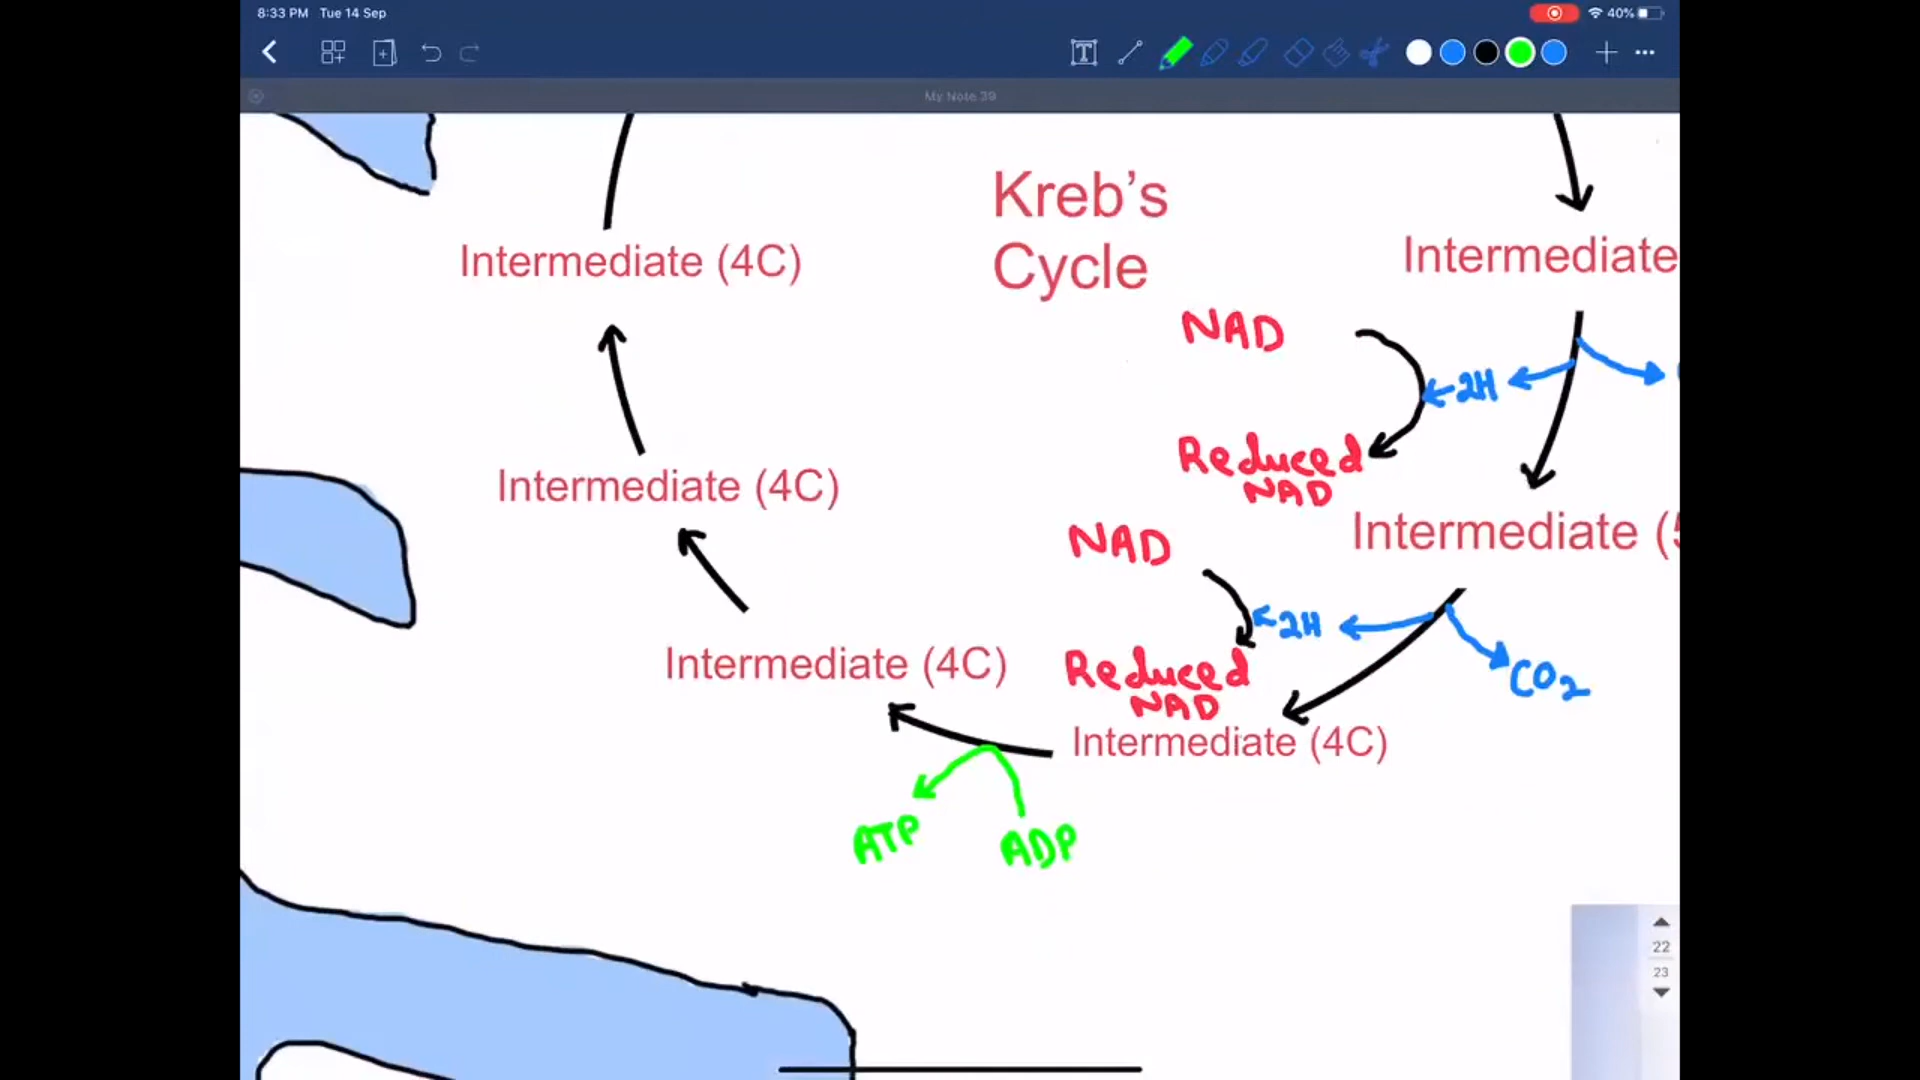 8:33 PM Tue 14 Sep
40%
T
My Note 39
Kreb's
Cycle
Intermediate (4C)
Intermediate
NAD
2H
Reduced
NAD
Intermediate (4C)
Intermediate (5
NAD
2H
Reduced
NAD
CO2
Intermediate (4C)
Intermediate (4C)
ATP
ADP
22
23